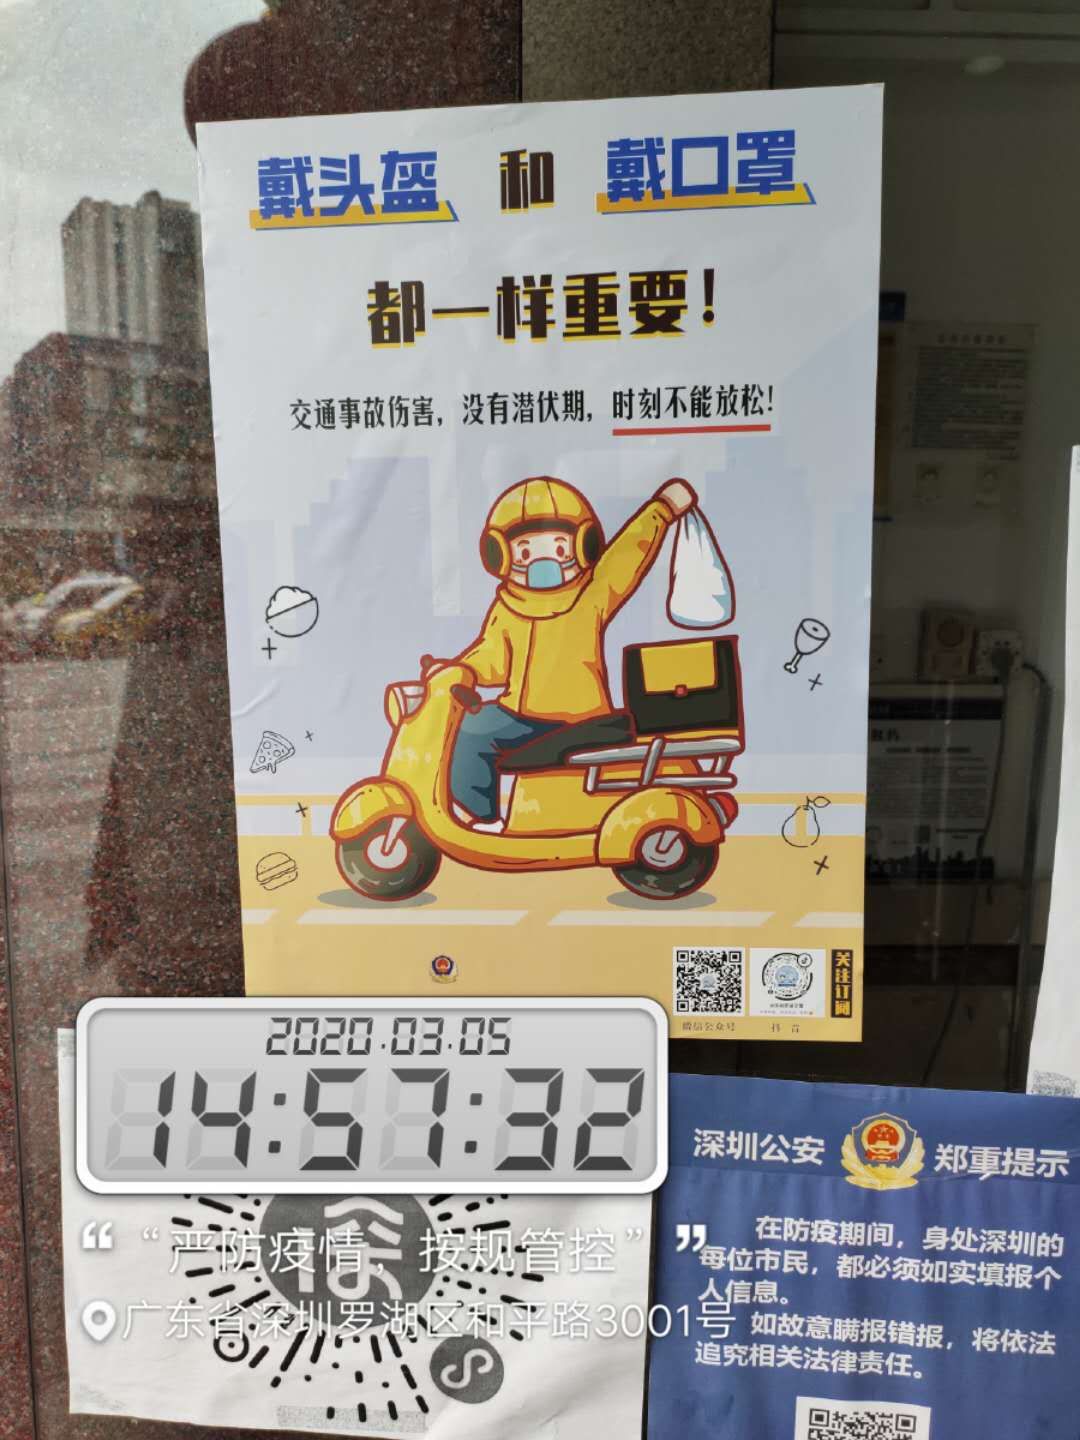 戴头盔 和 戴口罩
都一样重要!
交通事故伤害，没有潜伏期，时刻不能放松!
微信公众号
抖音
关注订阅
2020.03.05
14:57:32
“严防疫情，按规管控”
广东省深圳罗湖区和平路3001号
深圳公安
郑重提示
在防疫期间，身处深圳的
每位市民，都必须如实填报个
人信息。
如故意瞒报错报，将依法
追究相关法律责任。